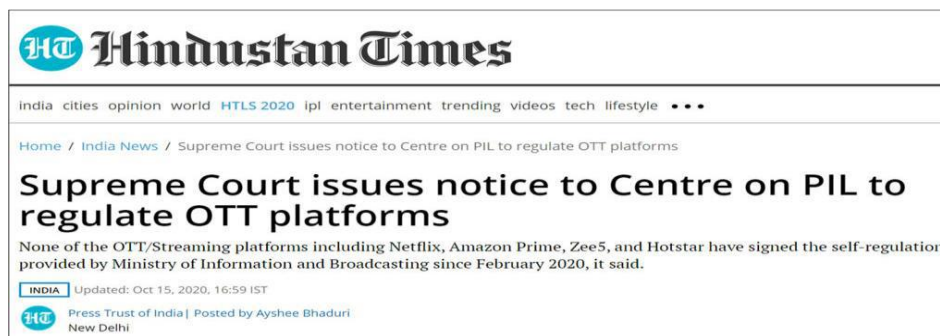 HT Hindustan Times
india cities opinion world HTLS 2020 ipl entertainment trending videos tech lifestyle •••
Home / India News / Supreme Court issues notice to Centre on PIL to regulate OTT platforms
Supreme Court issues notice to Centre on PIL to
regulate OTT platforms
None of the OTT/Streaming platforms including Netflix, Amazon Prime, Zee5, and Hotstar have signed the self-regulation
provided by Ministry of Information and Broadcasting since February 2020, it said.
INDIA Updated: Oct 15, 2020, 16:59 IST
HT Press Trust of India| Posted by Ayshee Bhaduri
New Delhi